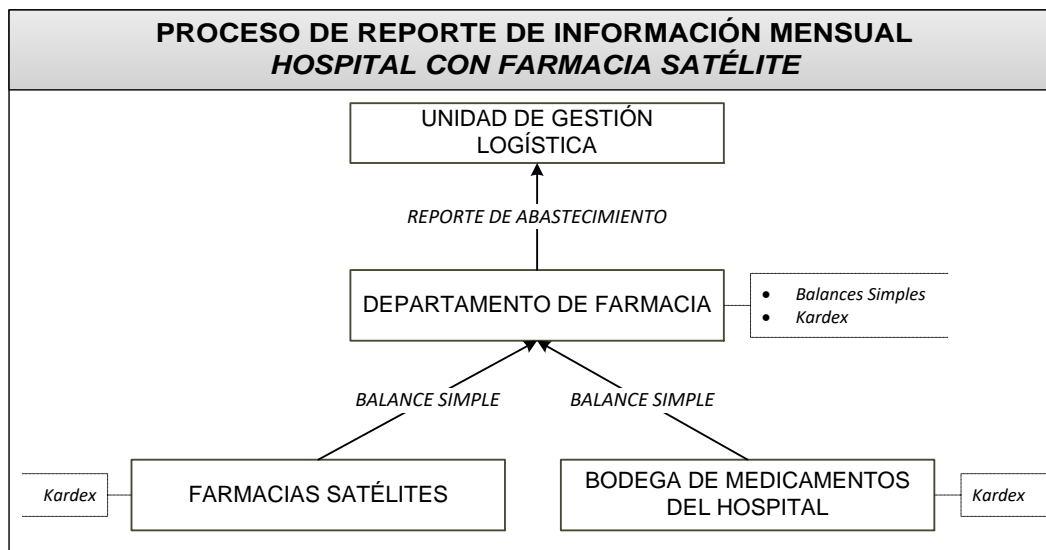 PROCESO DE REPORTE DE INFORMACIÓN MENSUAL
HOSPITAL CON FARMACIA SATÉLITE
UNIDAD DE GESTIÓN
LOGÍSTICA
REPORTE DE ABASTECIMIENTO
DEPARTAMENTO DE FARMACIA
• Balances Simples
• Kardex
BALANCE SIMPLE
BALANCE SIMPLE
Kardex
FARMACIAS SATÉLITES
BODEGA DE MEDICAMENTOS
DEL HOSPITAL
Kardex